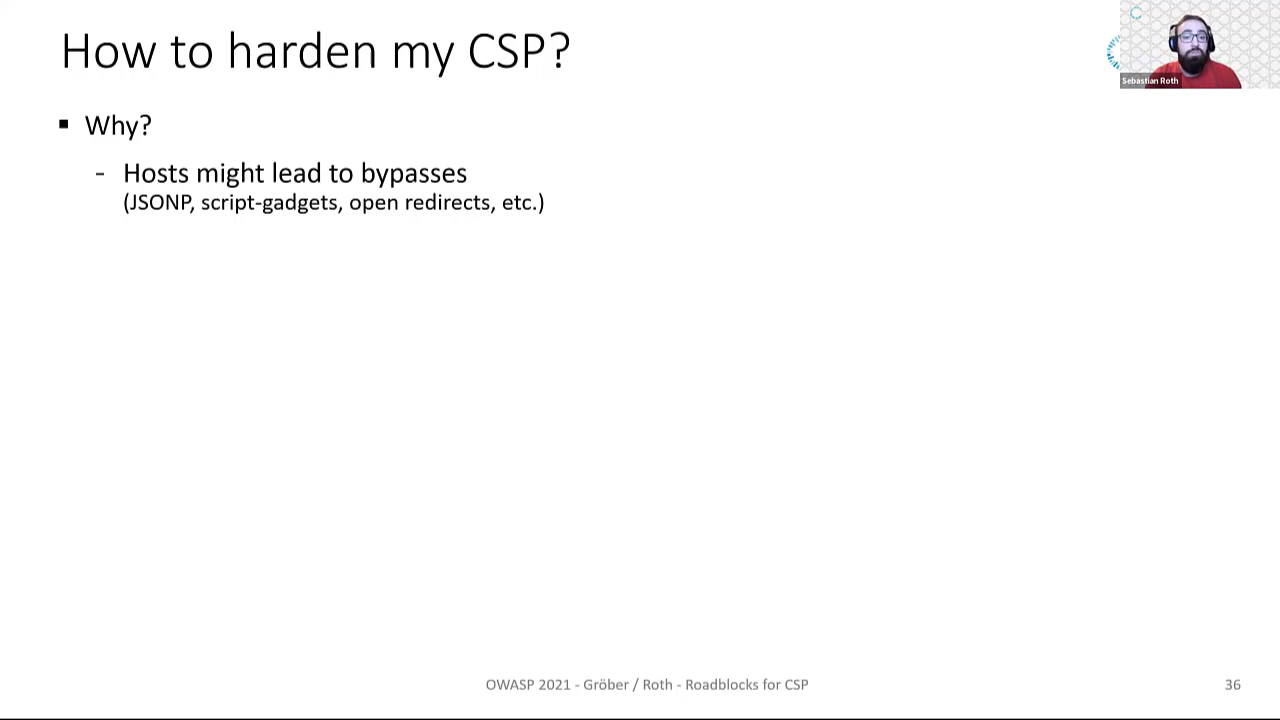 How to harden my CSP?
Sebastian Roth
▪ Why?
- Hosts might lead to bypasses
(JSONP, script-gadgets, open redirects, etc.)
OWASP 2021 - Gröber / Roth - Roadblocks for CSP
36